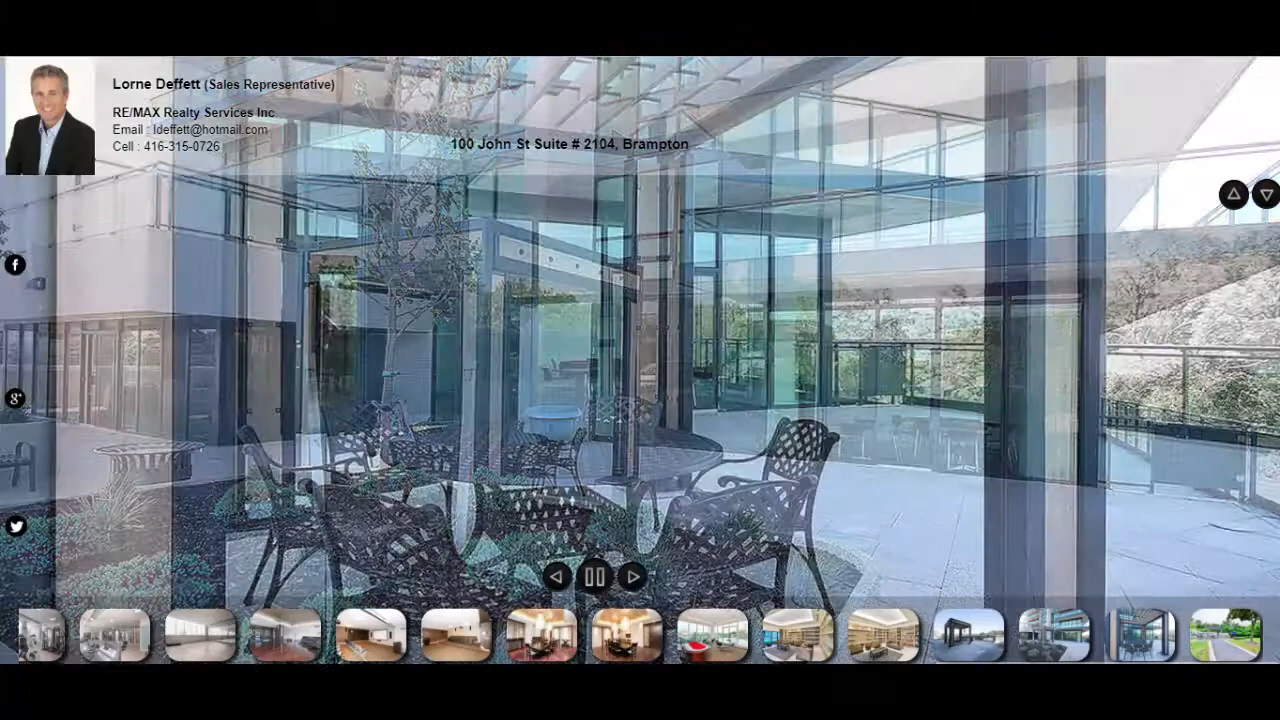 Lorne Deffett (Sales Representative)
RE/MAX Realty Services Inc
Email : ldeffett@hotmail.com
Cell : 416-315-0726
100 John St Suite # 2104, Brampton